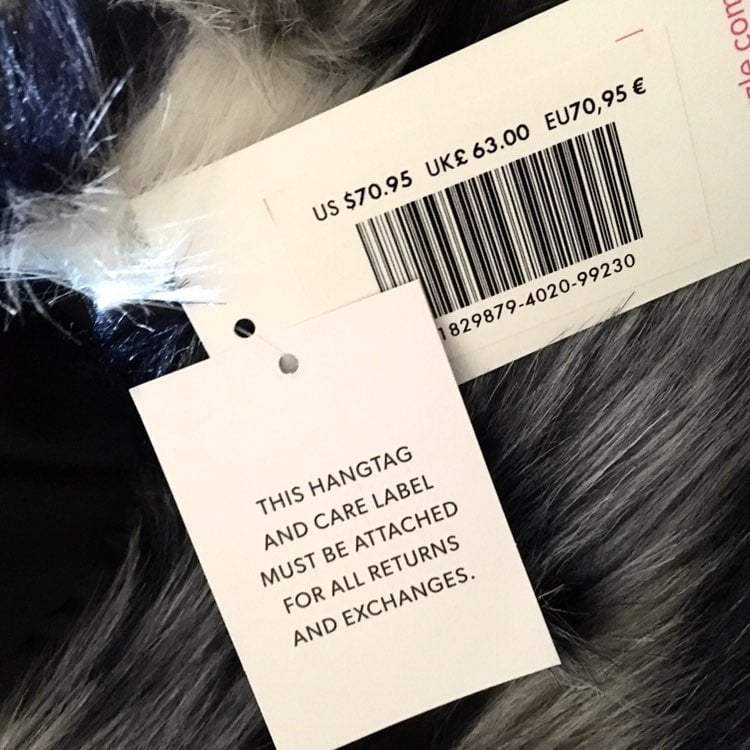 US $70.95 UK£ 63.00 EU70,95 €
1829879-4020-99230
THIS HANGTAG
AND CARE LABEL
MUST BE ATTACHED
FOR ALL RETURNS
AND EXCHANGES.